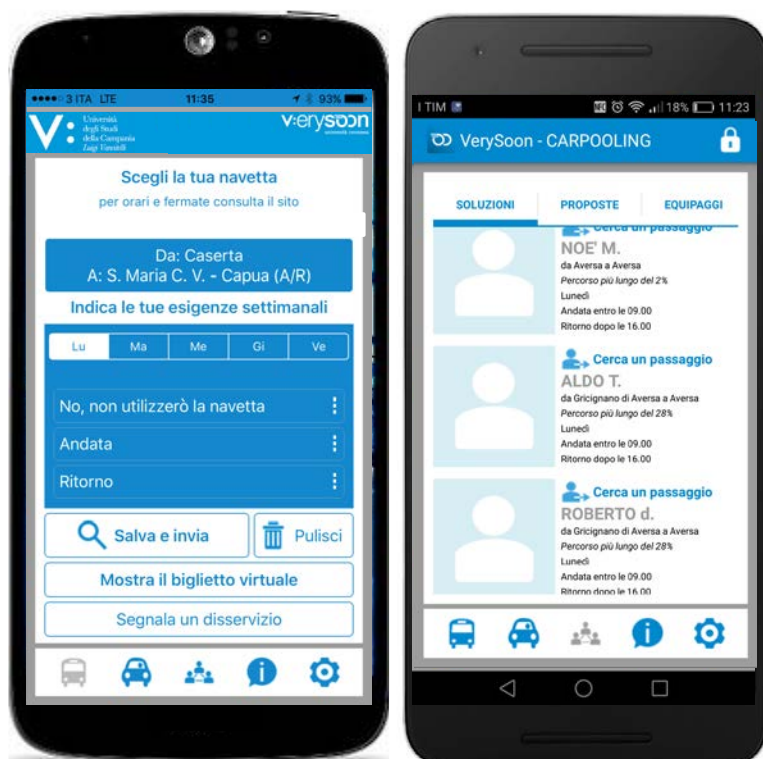 3 ITA LTE 11:35 93%
V:
Università
degli Studi
della Campania
Luigi Vanvitelli
v:erysoon
Scegli la tua navetta
per orari e fermate consulta il sito
Da: Caserta
A: S. Maria C. V. - Capua (A/R)
Indica le tue esigenze settimanali
Lu Ma Me Gi Ve
No, non utilizzerò la navetta
Andata
Ritorno
Salva e invia
Pulisci
Mostra il biglietto virtuale
Segnala un disservizio
I TIM 18% 11:23
VerySoon - CARPOOLING
SOLUZIONI PROPOSTE EQUIPAGGI
Cerca un passaggio
NOE' M.
da Aversa a Aversa
Percorso più lungo del 2%
Lunedì
Andata entro le 09.00
Ritorno dopo le 16.00
Cerca un passaggio
ALDO T.
da Gricignano di Aversa a Aversa
Percorso più lungo del 28%
Lunedì
Andata entro le 09.00
Ritorno dopo le 16.00
Cerca un passaggio
ROBERTO d.
da Gricignano di Aversa a Aversa
Percorso più lungo del 28%
Lunedì
Andata entro le 09.00
Ritorno dopo le 16.00